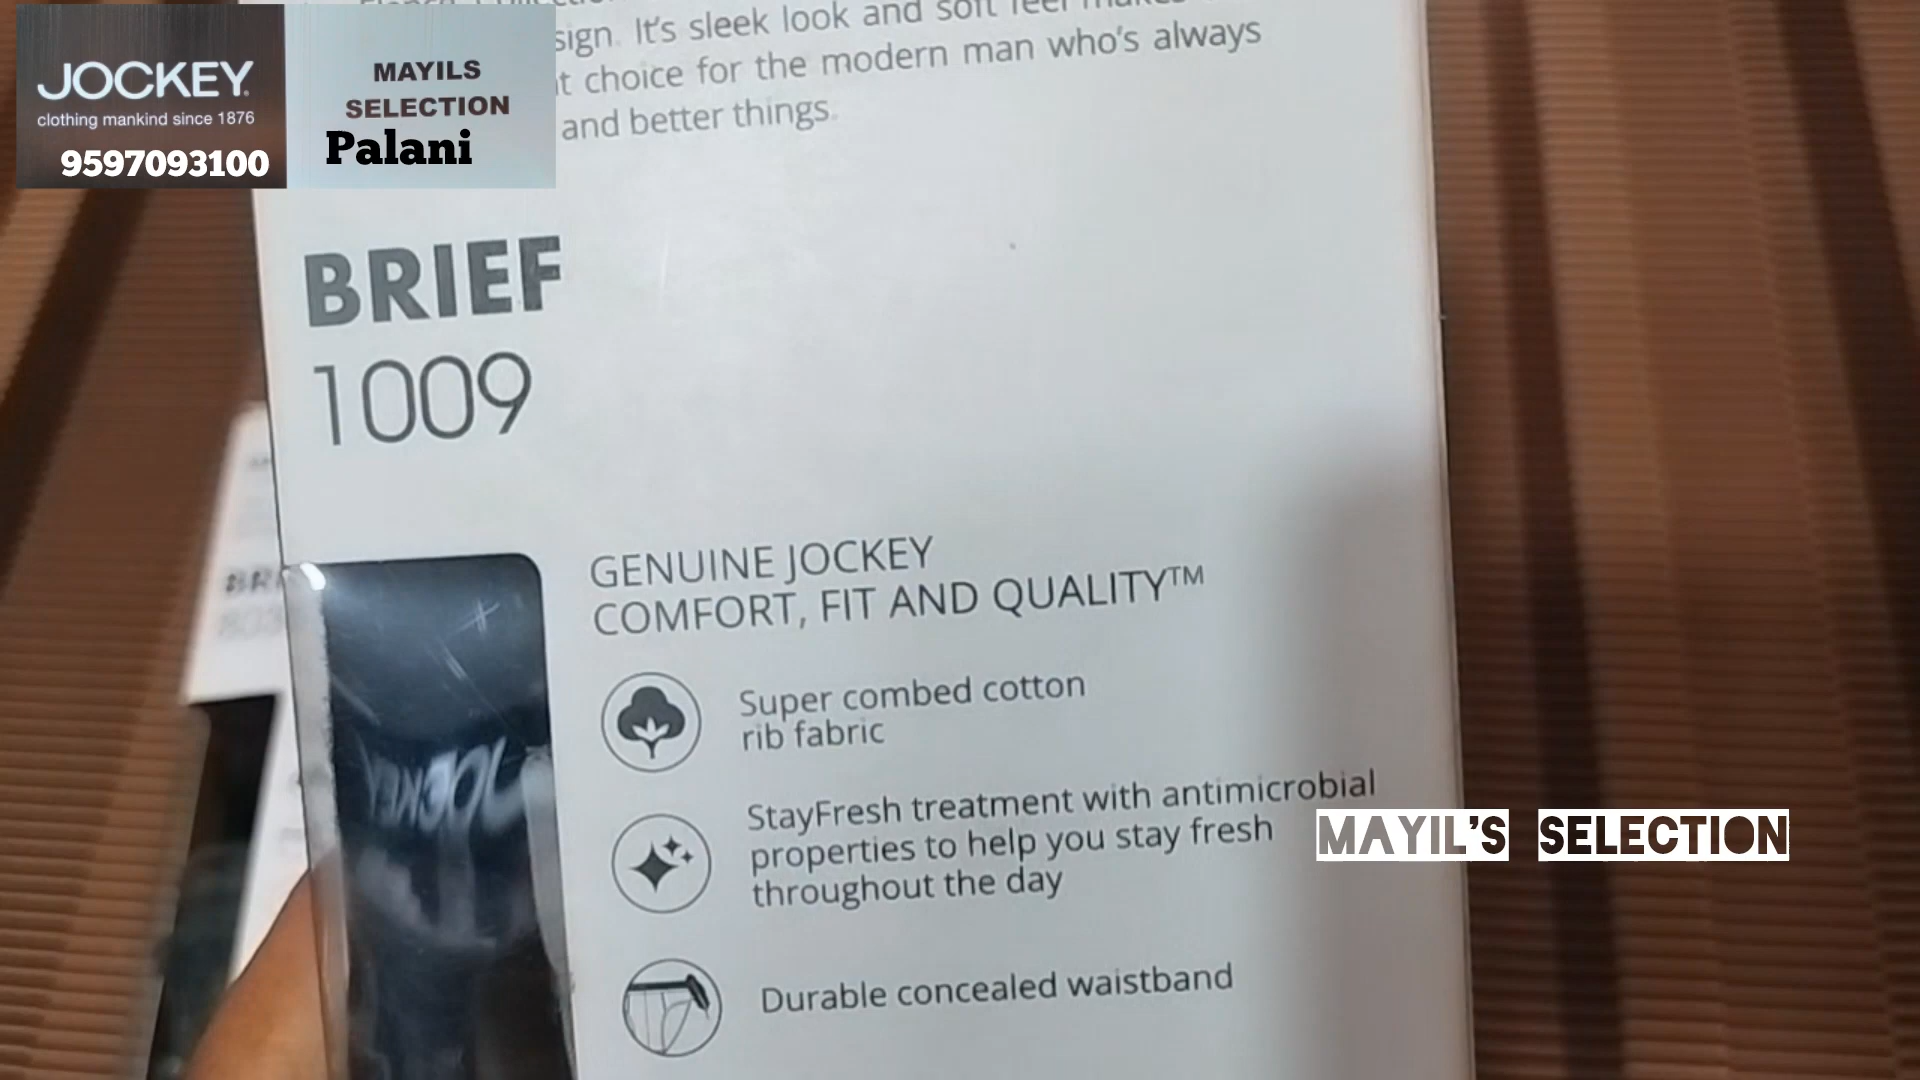 JOCKEY
clothing mankind since 1876
9597093100
MAYILS
SELECTION
Palani
It's sleek look and soft feel
choice for the modern man who's always
and better things.
BRIEF
1009
GENUINE JOCKEY
COMFORT, FIT AND QUALITY™
Super combed cotton
rib fabric
StayFresh treatment with antimicrobial
properties to help you stay fresh
throughout the day
Durable concealed waistband
JOCKEY
MAYIL'S SELECTION